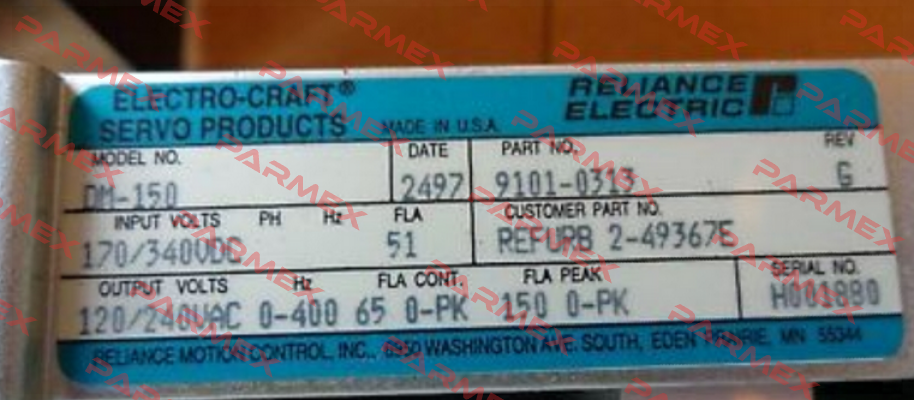 ELECTRO-CRAFT® RELIANCE
SERVO PRODUCTS MADE IN U.S.A. ELECTRIC
MODEL NO. DATE PART NO. REV
DM-150 2497 9101-0313 G
INPUT VOLTS PH Hz FLA CUSTOMER PART NO.
170/340VDC 51 REFURB 2-49367E
OUTPUT VOLTS Hz FLA CONT. FLA PEAK SERIAL NO.
120/240VAC 0-400 65 0-PK 150 0-PK H001880
RELIANCE MOTION CONTROL, INC., 6950 WASHINGTON AVE. SOUTH, EDEN PRAIRIE, MN 55344
PARMEX